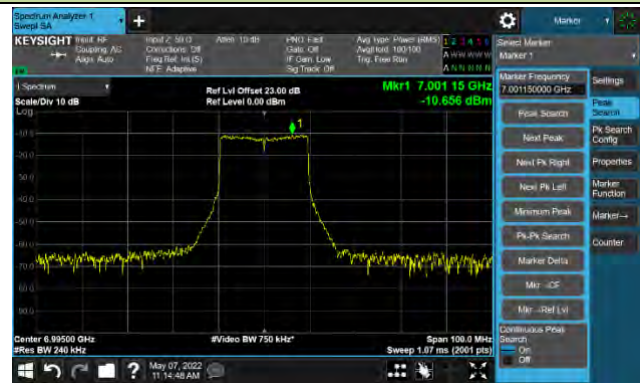 Spectrum Analyzer 1
Swept SA
Marker
KEYSIGHT
Input: RF
Coupling: AC
Align: Auto
Input Z: 50 Ω
Corrections: Off
Freq Ref: Int (S)
NFE: Adaptive
Atten: 10 dB
PNO: Fast
Gate: Off
IF Gain: Low
Sig Track: Off
Avg Type: Power (RMS)
Avg|Hold: 100/100
Trig: Free Run
1 2 3 4 5 6
A W W W W W
A N N N N N
Select Marker
Marker 1
1 Spectrum
Scale/Div 10 dB
Log
Ref Lvl Offset 23.00 dB
Ref Level 0.00 dBm
Mkr1 7.001 15 GHz
-10.656 dBm
1
-10.0
-20.0
-30.0
-40.0
-50.0
-60.0
-70.0
-80.0
Center 6.99500 GHz
#Res BW 240 kHz
#Video BW 750 kHz*
Span 100.0 MHz
Sweep 1.07 ms (2001 pts)
Marker Frequency
7.001150000 GHz
Peak Search
Next Peak
Next Pk Right
Next Pk Left
Minimum Peak
Pk-Pk Search
Marker Delta
Mkr→CF
Mkr→Ref Lvl
Continuous Peak
Search
On
Off
Settings
Peak
Search
Pk Search
Config
Properties
Marker
Function
Marker→
Counter
?
May 07, 2022
11:14:48 AM